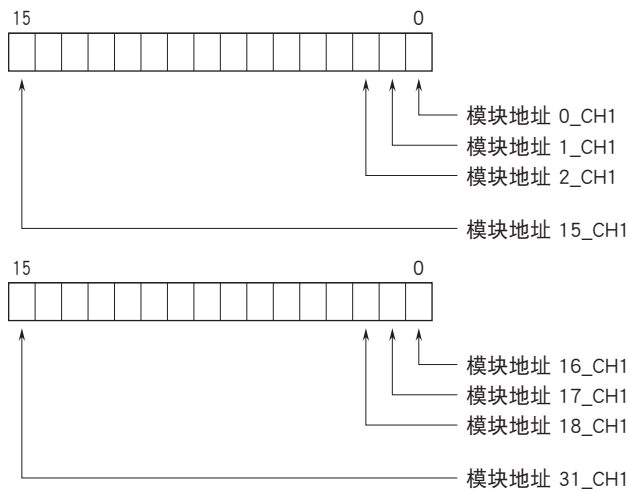 15 0
模块地址 0_CH1
模块地址 1_CH1
模块地址 2_CH1
模块地址 15_CH1
15 0
模块地址 16_CH1
模块地址 17_CH1
模块地址 18_CH1
模块地址 31_CH1